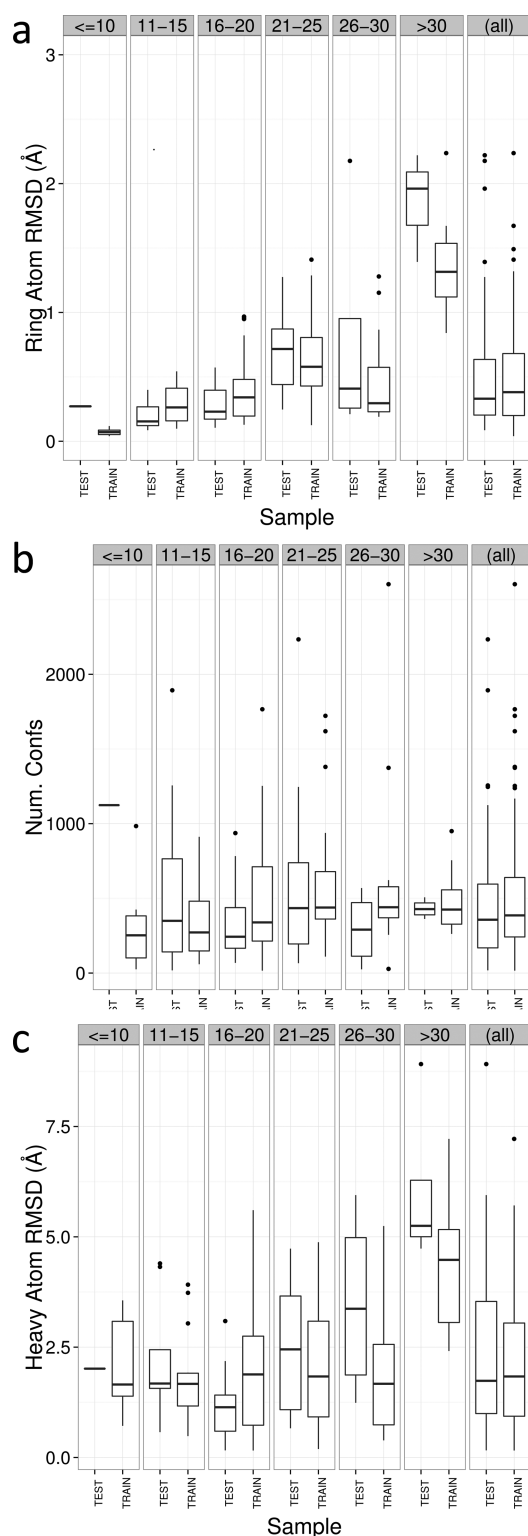 a
<=10 11−15 16−20 21−25 26−30 >30 (all)
Ring Atom RMSD (Å)
3
2
1
0
TEST TRAIN TEST TRAIN TEST TRAIN TEST TRAIN TEST TRAIN TEST TRAIN TEST TRAIN
Sample
b
<=10 11−15 16−20 21−25 26−30 >30 (all)
Num. Confs
2000
1000
0
c
<=10 11−15 16−20 21−25 26−30 >30 (all)
Heavy Atom RMSD (Å)
7.5
5.0
2.5
0.0
TEST TRAIN TEST TRAIN TEST TRAIN TEST TRAIN TEST TRAIN TEST TRAIN TEST TRAIN
Sample